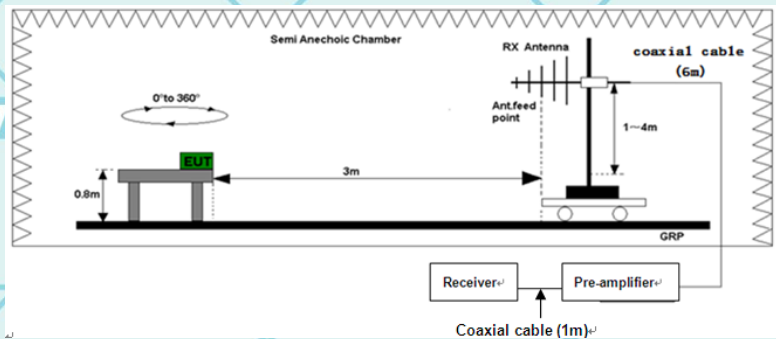 Semi Anechoic Chamber
RX Antenna
coaxial cable
(6m)
0°to 360°
Ant.feed
point
1~4m
EUT
3m
0.8m
GRP
Receiver↵
Pre-amplifier↵
Coaxial cable (1m)↵
↵